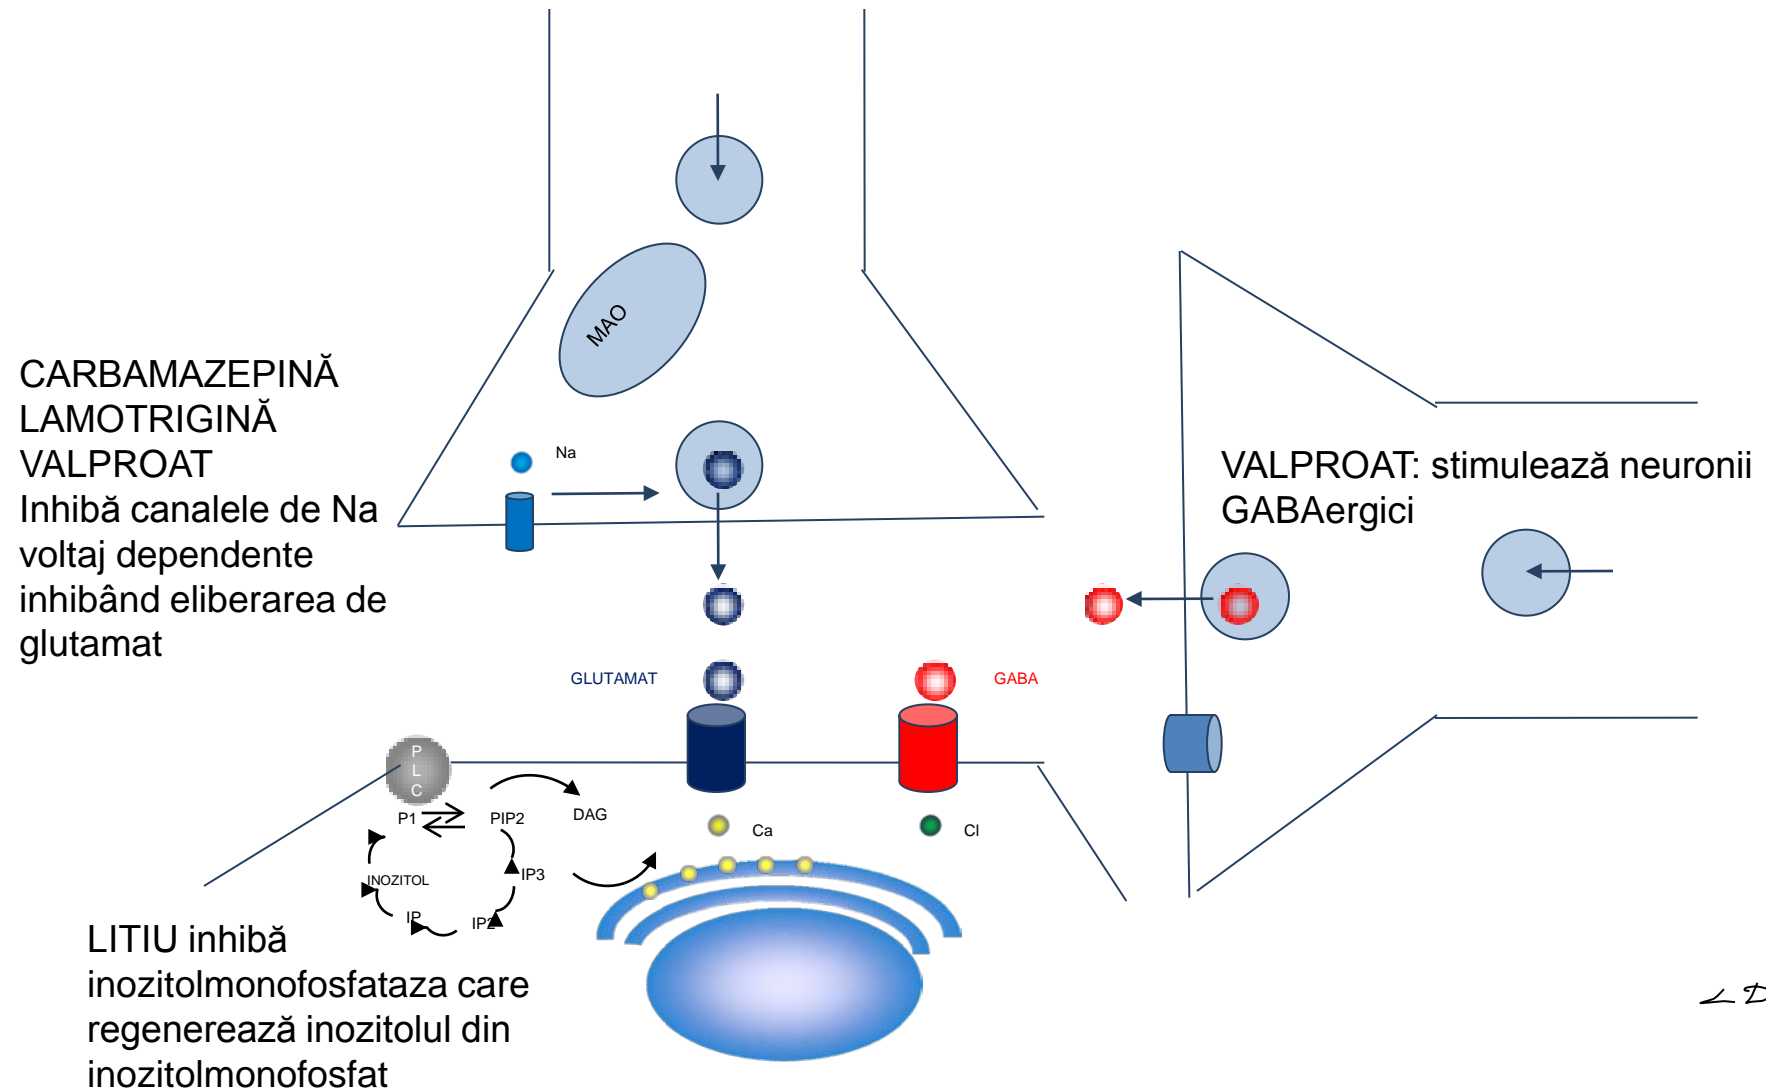 MAO
CARBAMAZEPINĂ
LAMOTRIGINĂ
VALPROAT
Inhibă canalele de Na
voltaj dependente
inhibând eliberarea de
glutamat
Na
VALPROAT: stimulează neuronii
GABAergici
GLUTAMAT
GABA
P
L
C
P1
PIP2
DAG
Ca
Cl
INOZITOL
IP3
IP
IP2
LITIU inhibă
inozitolmonofosfataza care
regenerează inozitolul din
inozitolmonofosfat
LD